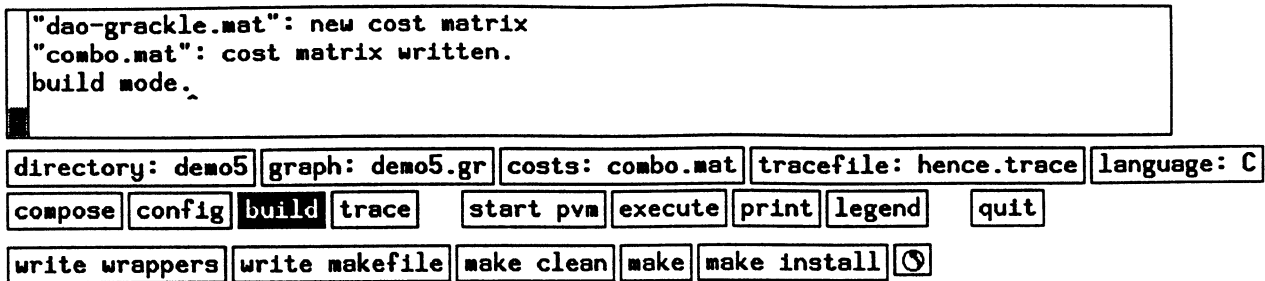 "dao-grackle.mat": new cost matrix
"combo.mat": cost matrix written.
build mode.
directory: demo5 graph: demo5.gr costs: combo.mat tracefile: hence.trace language: C
compose config build trace start pvm execute print legend quit
write wrappers write makefile make clean make make install